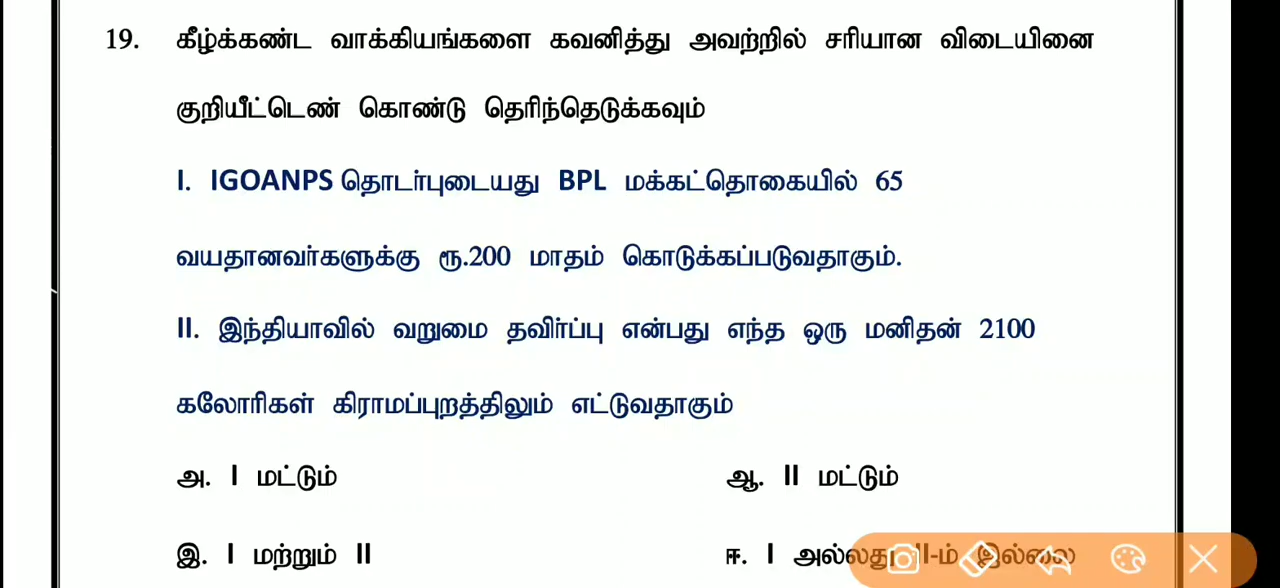 19. கீழ்க்கண்ட வாக்கியங்களை கவனித்து அவற்றில் சரியான விடையினை
குறியீட்டெண் கொண்டு தெரிந்தெடுக்கவும்
I. IGOANPS தொடர்புடையது BPL மக்கட்தொகையில் 65
வயதானவர்களுக்கு ரூ.200 மாதம் கொடுக்கப்படுவதாகும்.
II. இந்தியாவில் வறுமை தவிர்ப்பு என்பது எந்த ஒரு மனிதன் 2100
கலோரிகள் கிராமப்புறத்திலும் எட்டுவதாகும்
அ. I மட்டும் ஆ. II மட்டும்
இ. I மற்றும் II ஈ. I அல்லது II-ம் இல்லை